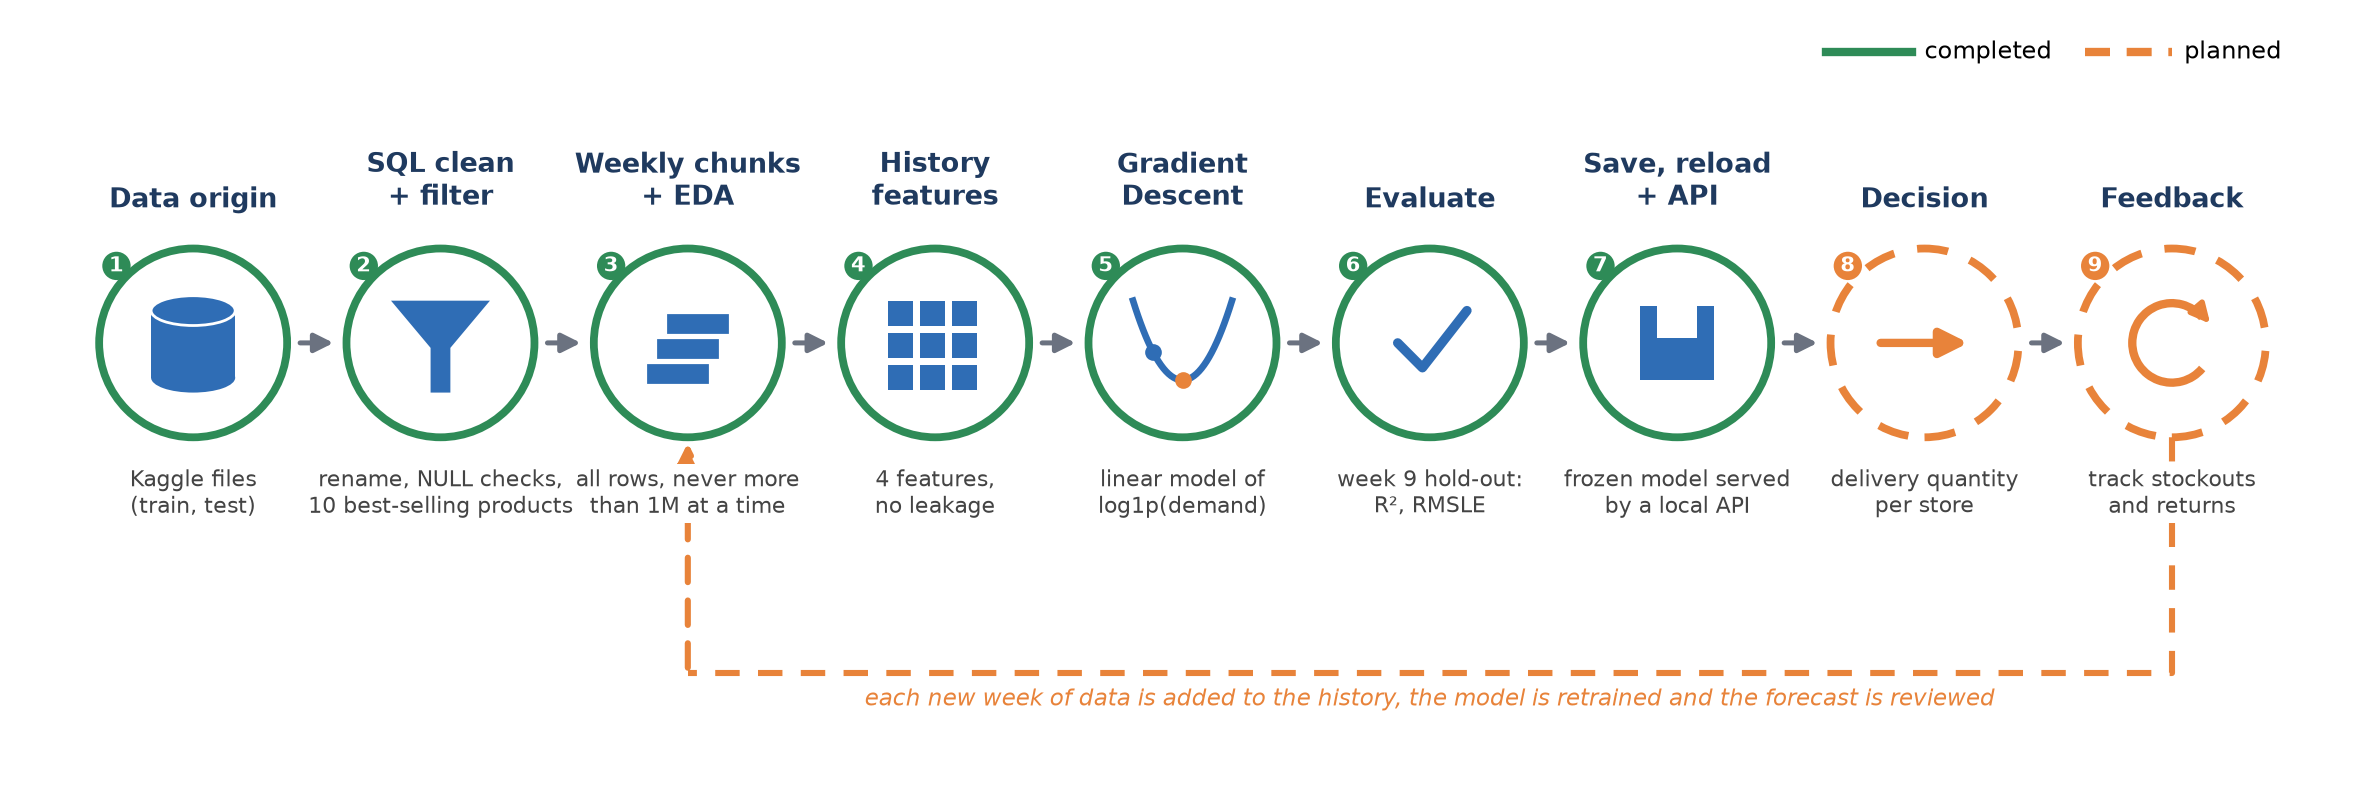 completed
planned
Data origin
SQL clean
+ filter
Weekly chunks
+ EDA
History
features
Gradient
Descent
Evaluate
Save, reload
+ API
Decision
Feedback
1
2
3
4
5
6
7
8
9
Kaggle files
(train, test)
rename, NULL checks,
10 best-selling products
all rows, never more
than 1M at a time
4 features,
no leakage
linear model of
log1p(demand)
week 9 hold-out:
R², RMSLE
frozen model served
by a local API
delivery quantity
per store
track stockouts
and returns
each new week of data is added to the history, the model is retrained and the forecast is reviewed